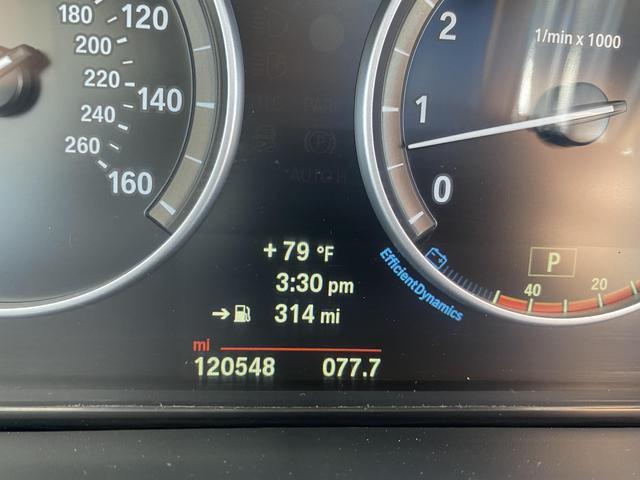 180 120
200
220
140
240
260
160
2
1/min x 1000
1
0
P
AUTO H
+ 79 °F
3:30 pm
314 mi
EfficientDynamics
P
40 20
mi
120548 077.7